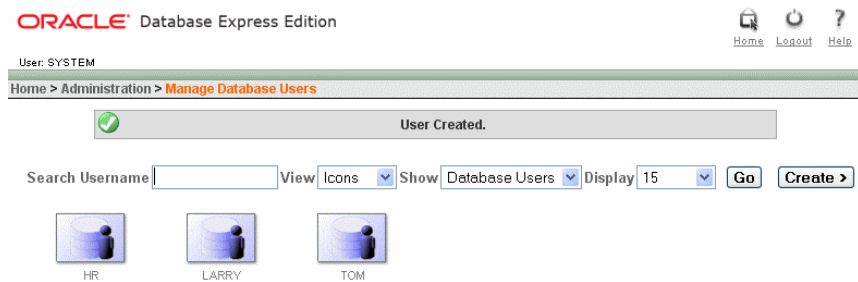 ORACLE® Database Express Edition
Home Logout Help
User: SYSTEM
Home > Administration > Manage Database Users
User Created.
Search Username View Icons Show Database Users Display 15 Go Create >
HR LARRY TOM